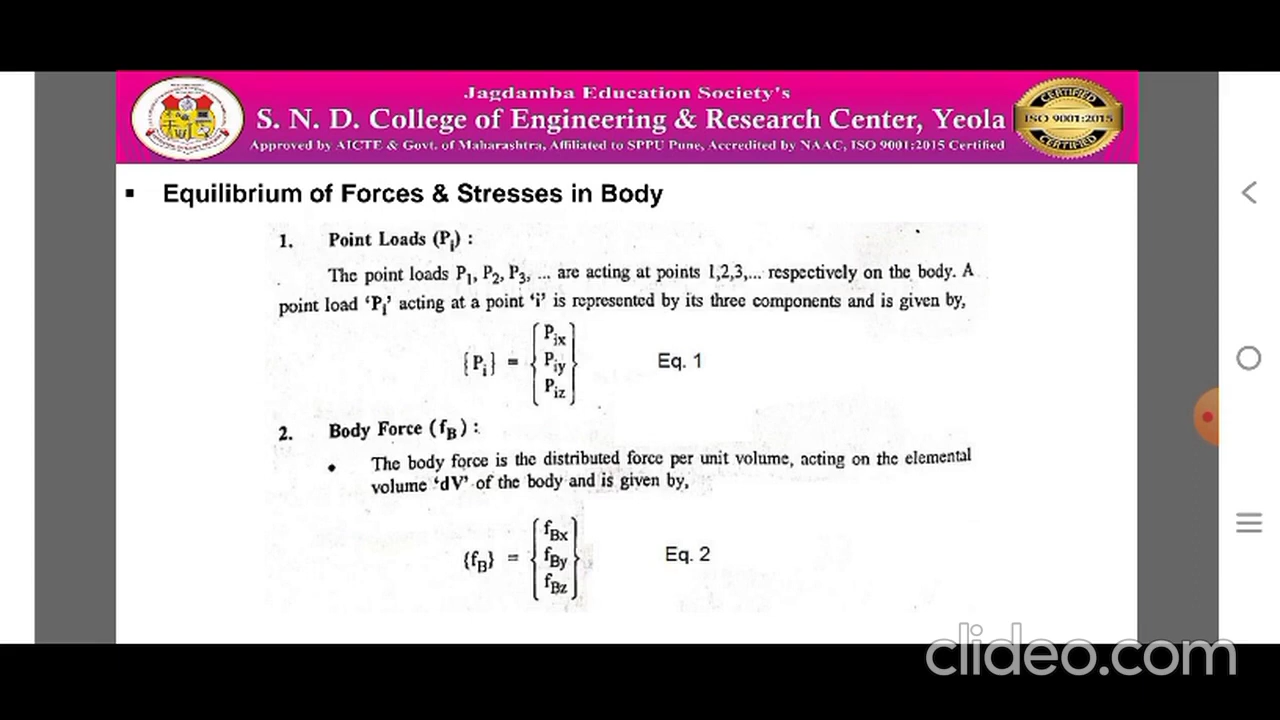 Jagdamba Education Society's
S. N. D. College of Engineering & Research Center, Yeola
Approved by AICTE & Govt. of Maharashtra, Affiliated to SPPU Pune, Accredited by NAAC, ISO 9001:2015 Certified
CERTIFIED
ISO 9001:2015
CERTIFIED
▪ Equilibrium of Forces & Stresses in Body
1. Point Loads (Pi) :
The point loads P1, P2, P3, ... are acting at points 1,2,3,... respectively on the body. A
point load ‘Pi’ acting at a point ‘i’ is represented by its three components and is given by,
{Pi} = {Pix
Piy
Piz} Eq. 1
2. Body Force (fB) :
• The body force is the distributed force per unit volume, acting on the elemental
volume ‘dV’ of the body and is given by,
{fB} = {fBx
fBy
fBz} Eq. 2
clideo.com